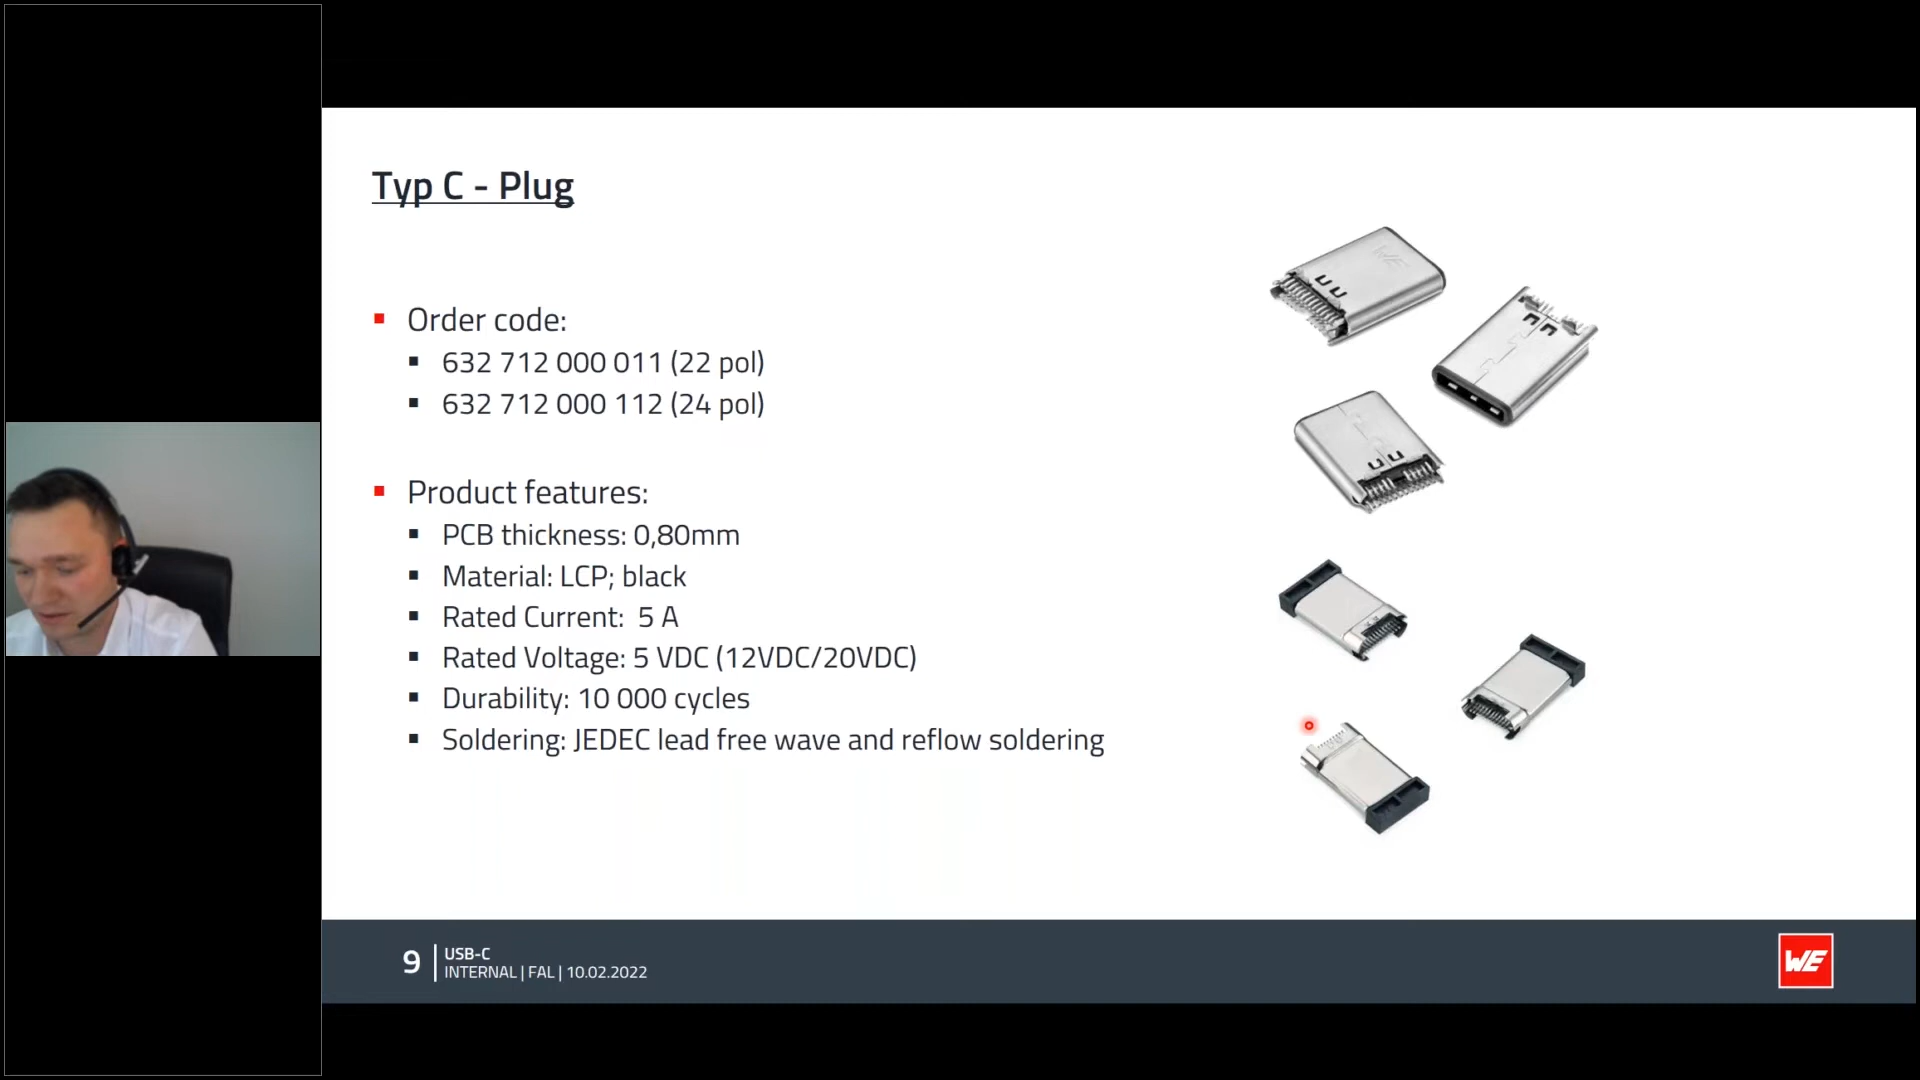 Typ C - Plug
Order code:
632 712 000 011 (22 pol)
632 712 000 112 (24 pol)
Product features:
PCB thickness: 0,80mm
Material: LCP; black
Rated Current: 5 A
Rated Voltage: 5 VDC (12VDC/20VDC)
Durability: 10 000 cycles
Soldering: JEDEC lead free wave and reflow soldering
WE
9
USB-C
INTERNAL | FAL | 10.02.2022
WE